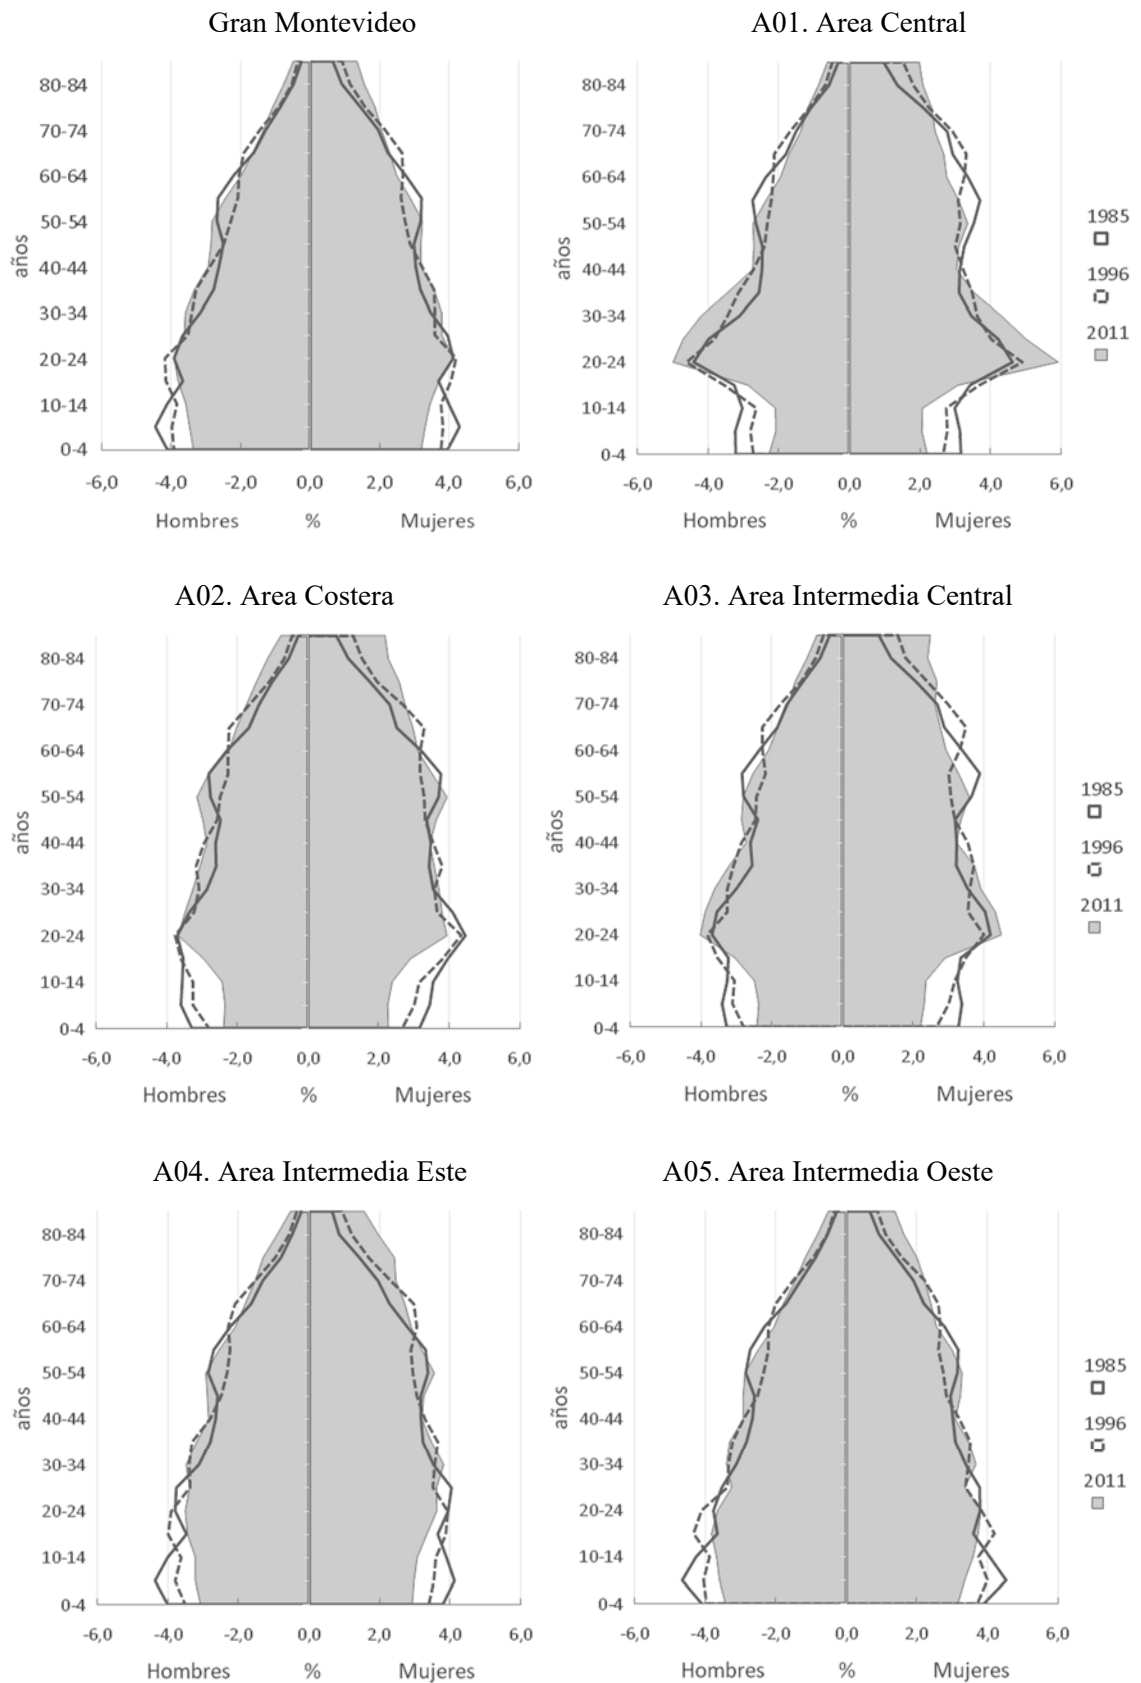 Gran Montevideo
A01. Area Central
80-84
70-74
60-64
50-54
40-44
30-34
20-24
10-14
0-4
años
-6,0 -4,0 -2,0 0,0 2,0 4,0 6,0
Hombres % Mujeres
80-84
70-74
60-64
50-54
40-44
30-34
20-24
10-14
0-4
años
-6,0 -4,0 -2,0 0,0 2,0 4,0 6,0
Hombres % Mujeres
1985
1996
2011
A02. Area Costera
A03. Area Intermedia Central
80-84
70-74
60-64
50-54
40-44
30-34
20-24
10-14
0-4
años
-6,0 -4,0 -2,0 0,0 2,0 4,0 6,0
Hombres % Mujeres
80-84
70-74
60-64
50-54
40-44
30-34
20-24
10-14
0-4
años
-6,0 -4,0 -2,0 0,0 2,0 4,0 6,0
Hombres % Mujeres
1985
1996
2011
A04. Area Intermedia Este
A05. Area Intermedia Oeste
80-84
70-74
60-64
50-54
40-44
30-34
20-24
10-14
0-4
años
-6,0 -4,0 -2,0 0,0 2,0 4,0 6,0
Hombres % Mujeres
80-84
70-74
60-64
50-54
40-44
30-34
20-24
10-14
0-4
años
-6,0 -4,0 -2,0 0,0 2,0 4,0 6,0
Hombres % Mujeres
1985
1996
2011